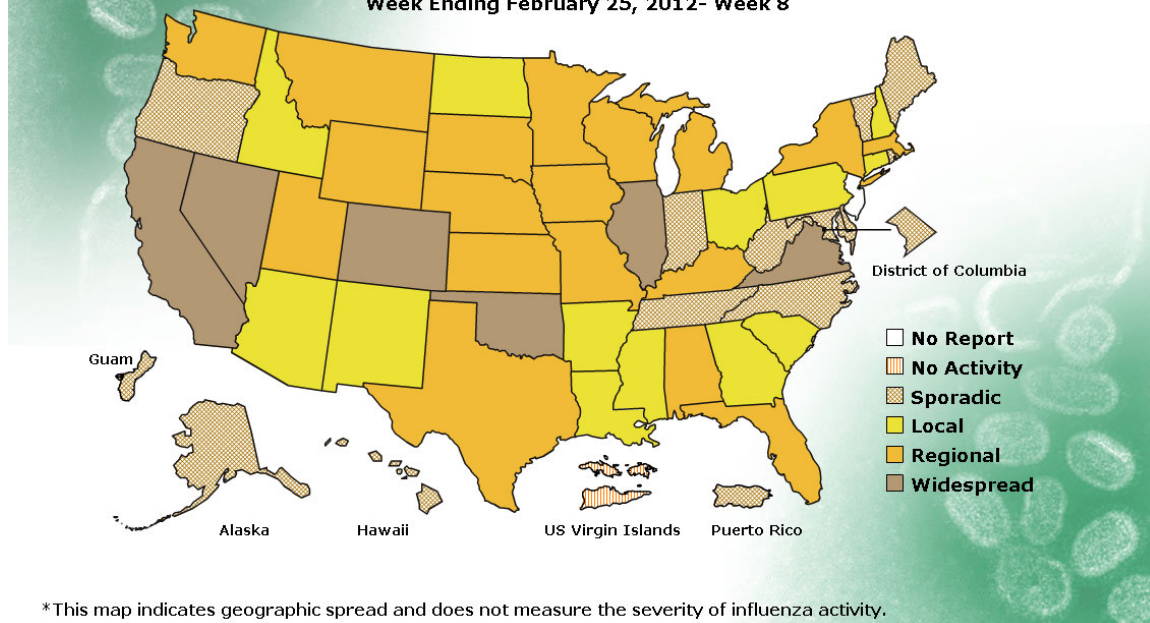 Week Ending February 25, 2012- Week 8
District of Columbia
No Report
Guam
No Activity
Sporadic
Local
Regional
Widespread
Alaska
Hawaii
US Virgin Islands
Puerto Rico
*This map indicates geographic spread and does not measure the severity of influenza activity.